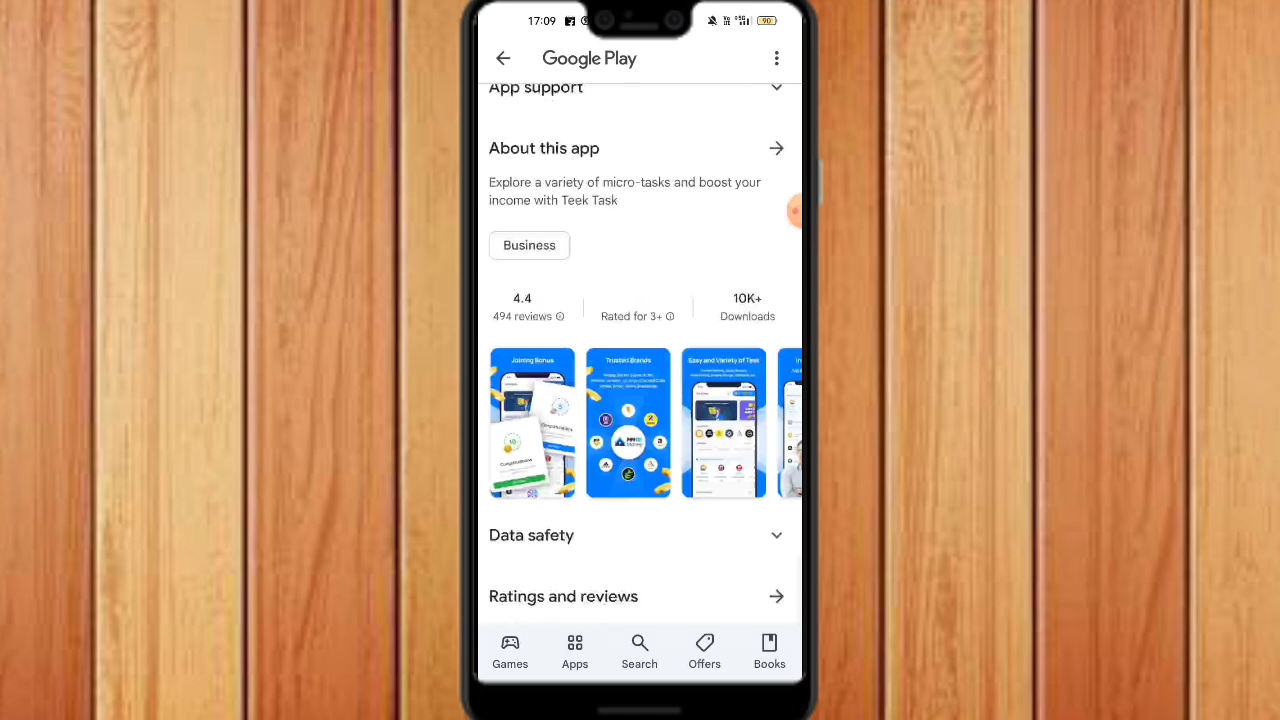 17:09
90
Google Play
App support
About this app
Explore a variety of micro-tasks and boost your
income with Teek Task
Business
4.4
494 reviews
Rated for 3+
10K+
Downloads
Joining Bonus
Trusted Brands
Easy and Variety of Teek
Data safety
Ratings and reviews
Games
Apps
Search
Offers
Books